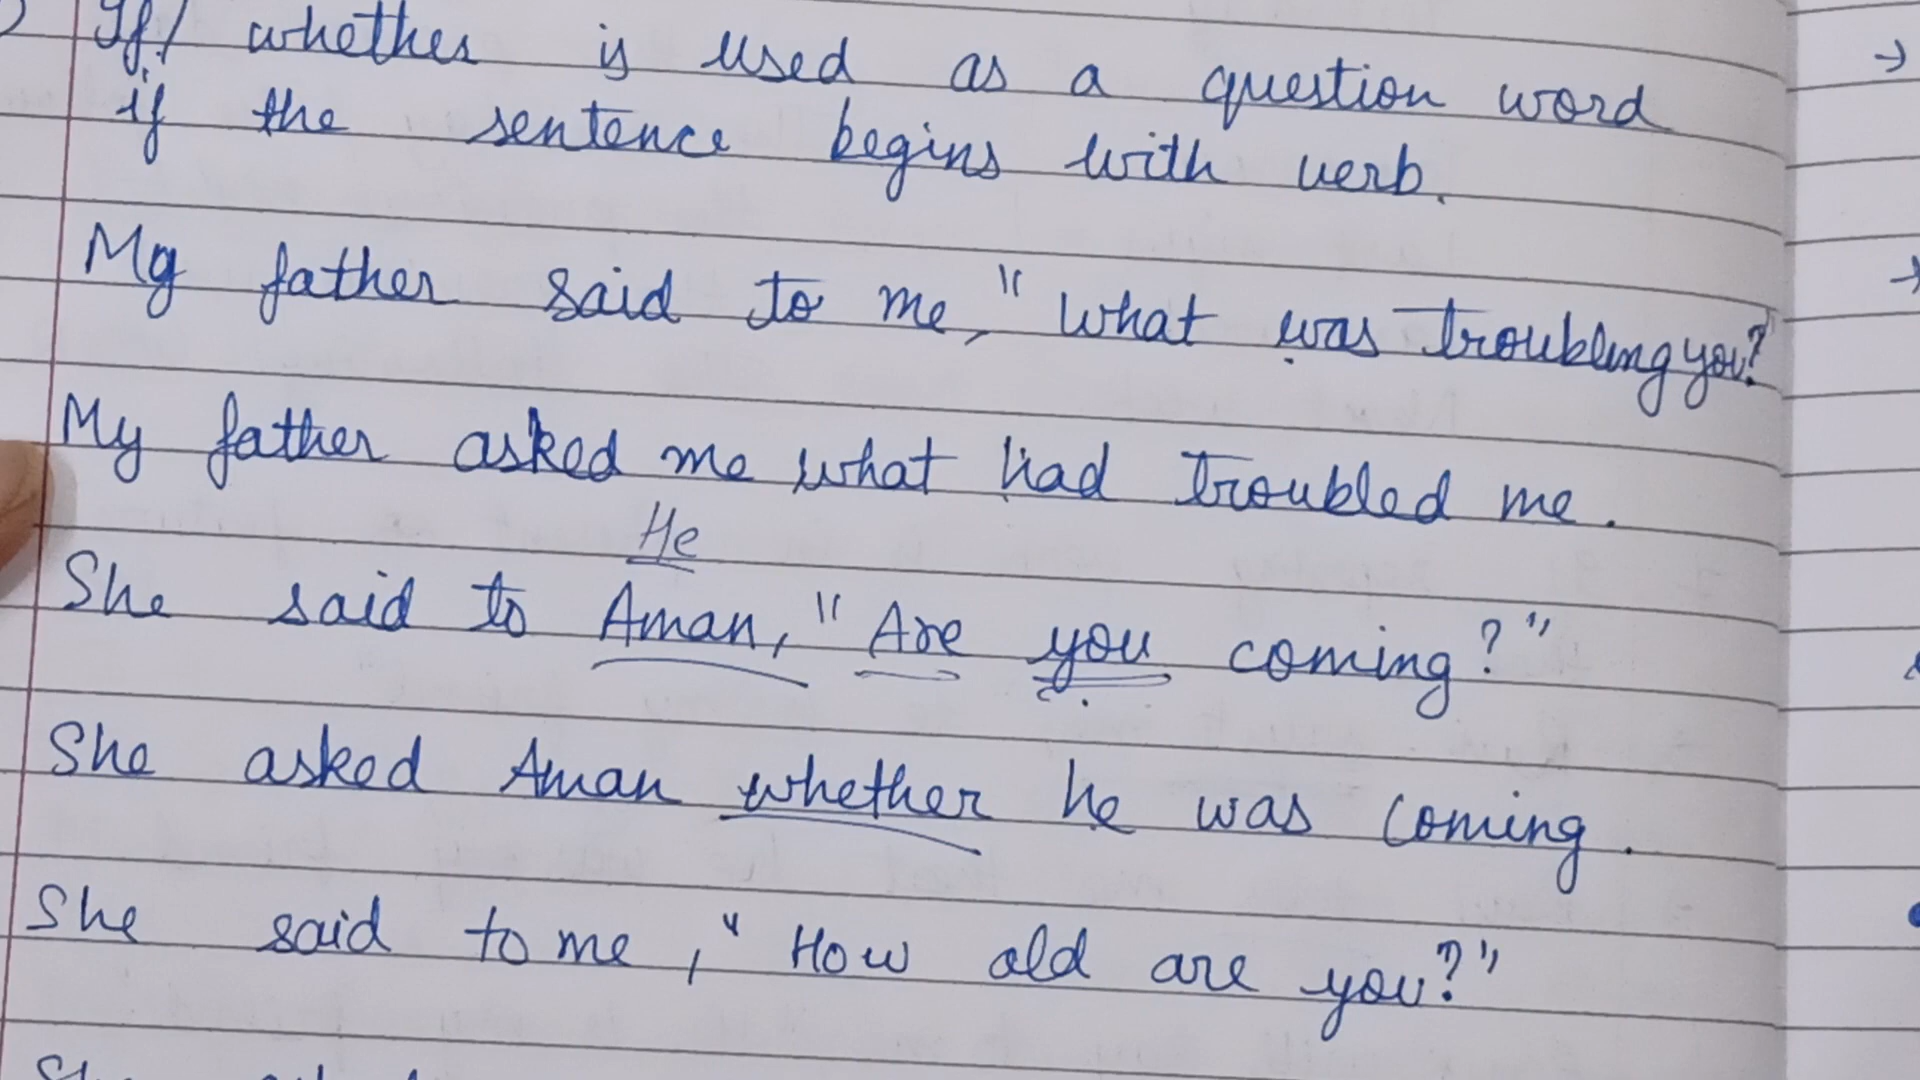 If/ whether is used as a question word
if the sentence begins with verb.
My father said to me, "What was troubling you?"
My father asked me what had troubled me.
He
She said to Aman, "Are you coming?"
She asked Aman whether he was coming.
She said to me, "How old are you?"
She